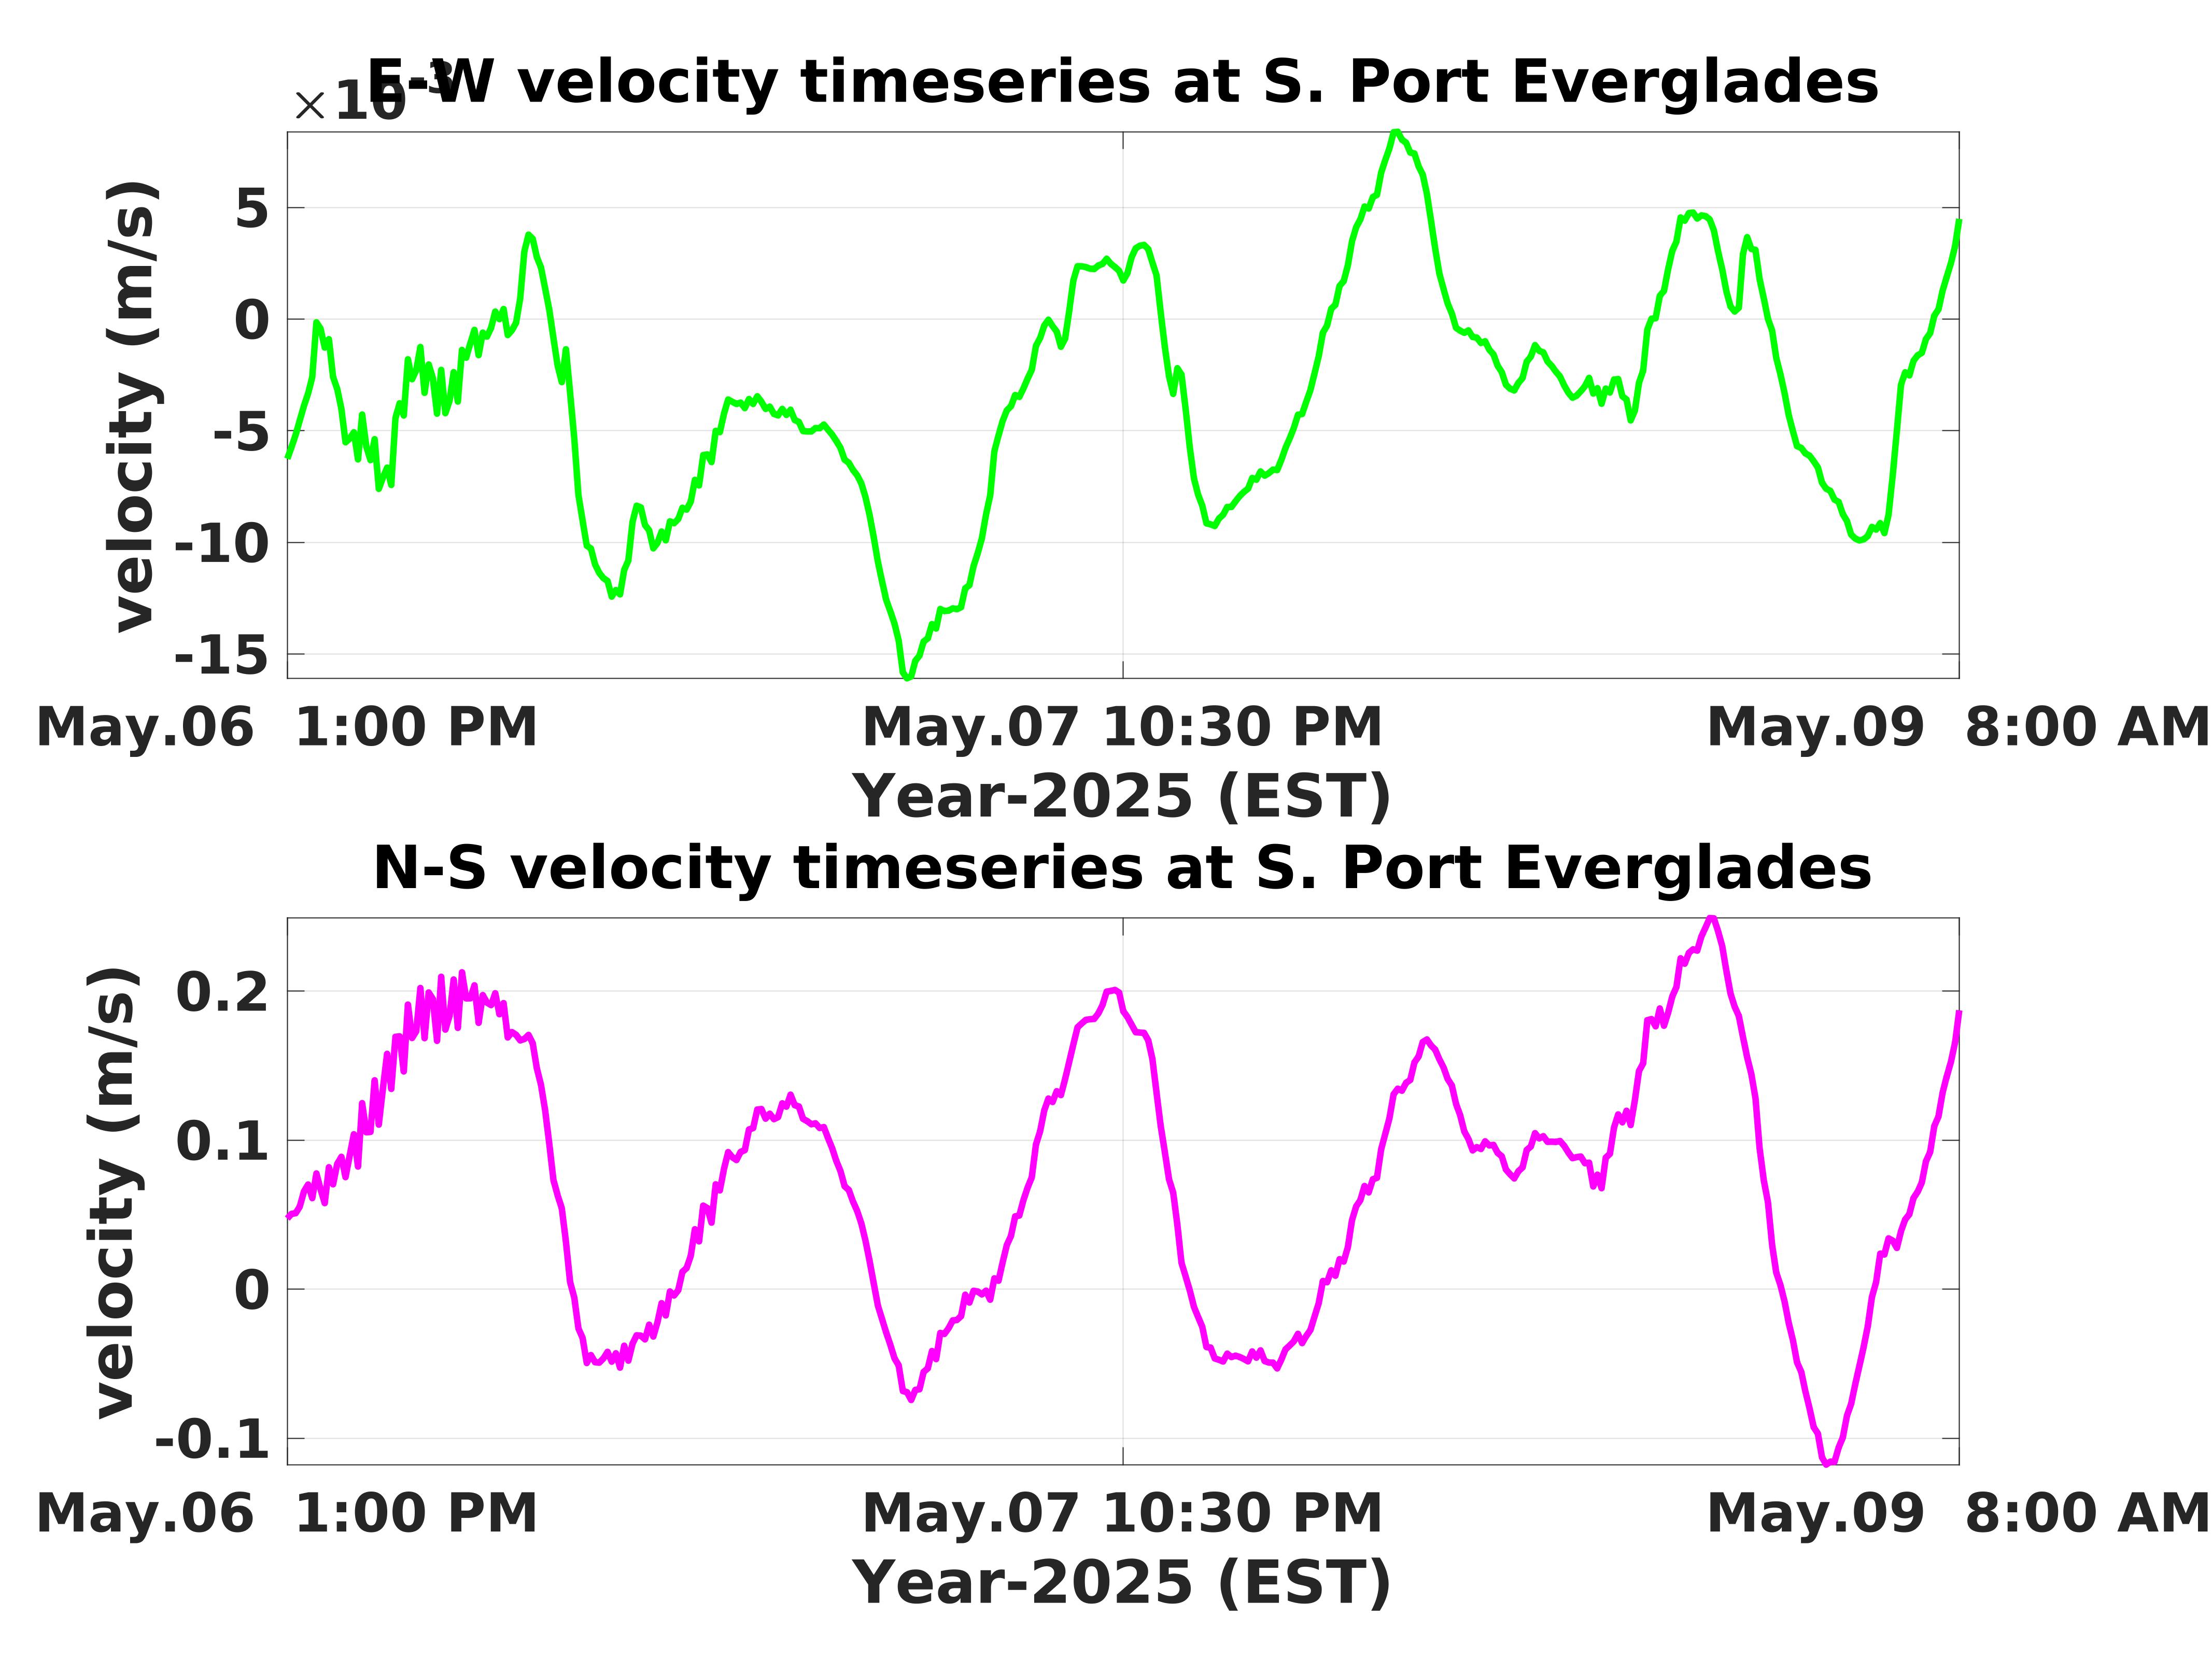 E-W velocity timeseries at S. Port Everglades
×10-3
velocity (m/s)
5
0
-5
-10
-15
May.06 1:00 PM May.07 10:30 PM May.09 8:00 AM
Year-2025 (EST)
N-S velocity timeseries at S. Port Everglades
velocity (m/s)
0.2
0.1
0
-0.1
May.06 1:00 PM May.07 10:30 PM May.09 8:00 AM
Year-2025 (EST)